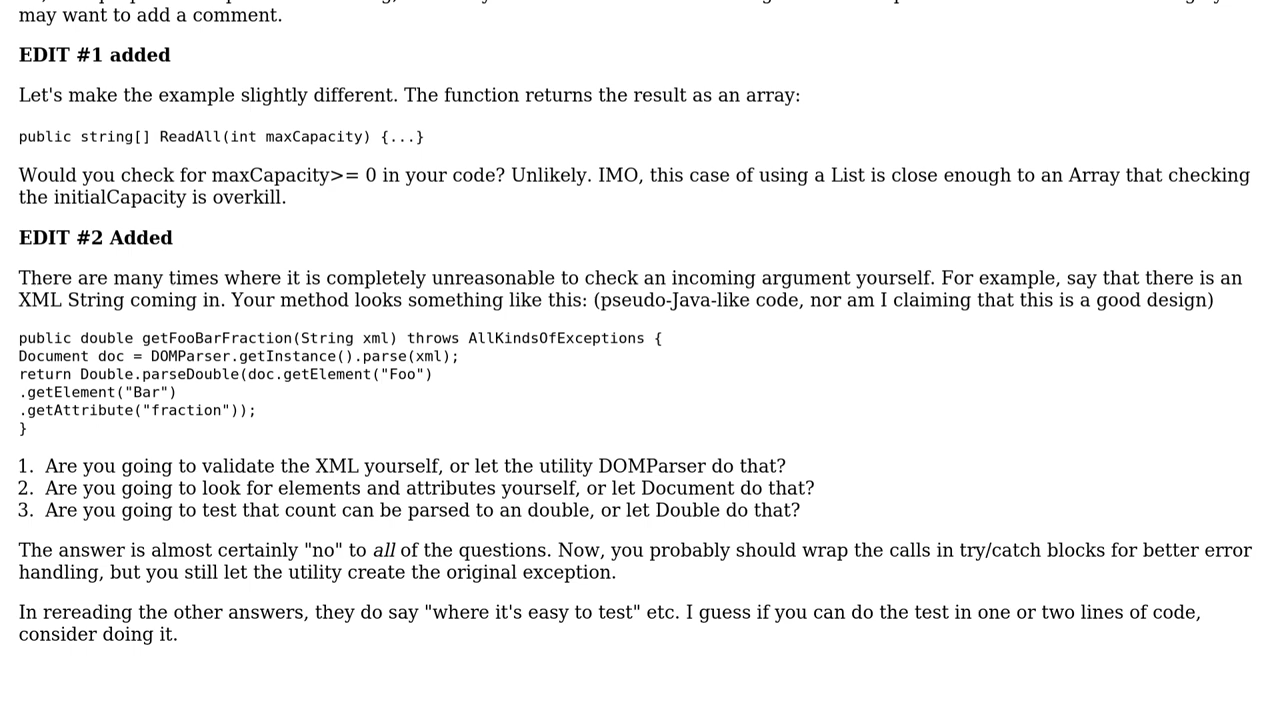 may want to add a comment.
EDIT #1 added
Let's make the example slightly different. The function returns the result as an array:
public string[] ReadAll(int maxCapacity) {...}
Would you check for maxCapacity>= 0 in your code? Unlikely. IMO, this case of using a List is close enough to an Array that checking
the initialCapacity is overkill.
EDIT #2 Added
There are many times where it is completely unreasonable to check an incoming argument yourself. For example, say that there is an
XML String coming in. Your method looks something like this: (pseudo-Java-like code, nor am I claiming that this is a good design)
public double getFooBarFraction(String xml) throws AllKindsOfExceptions {
Document doc = DOMParser.getInstance().parse(xml);
return Double.parseDouble(doc.getElement("Foo")
.getElement("Bar")
.getAttribute("fraction"));
}
1. Are you going to validate the XML yourself, or let the utility DOMParser do that?
2. Are you going to look for elements and attributes yourself, or let Document do that?
3. Are you going to test that count can be parsed to an double, or let Double do that?
The answer is almost certainly "no" to all of the questions. Now, you probably should wrap the calls in try/catch blocks for better error
handling, but you still let the utility create the original exception.
In rereading the other answers, they do say "where it's easy to test" etc. I guess if you can do the test in one or two lines of code,
consider doing it.